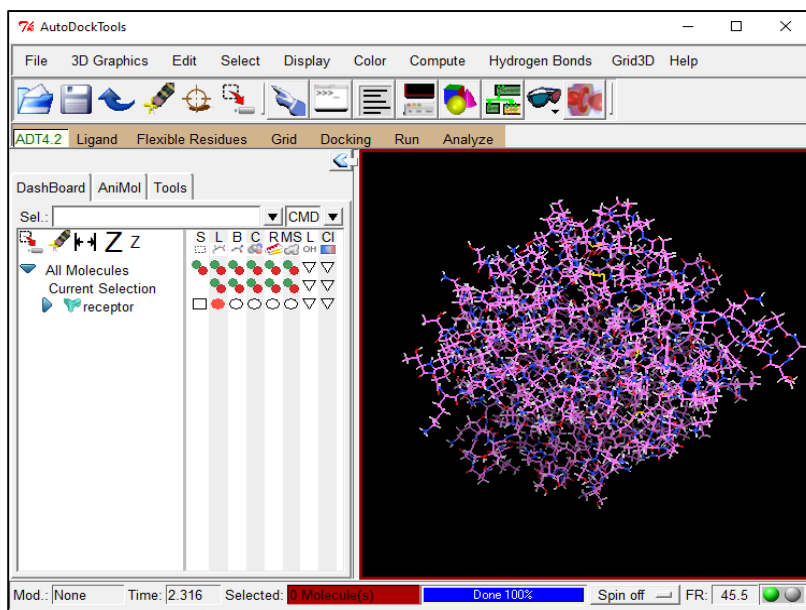 AutoDockTools
File 3D Graphics Edit Select Display Color Compute Hydrogen Bonds Grid3D Help
ADT4.2 Ligand Flexible Residues Grid Docking Run Analyze
DashBoard AniMol Tools
Sel.: CMD
Z Z S L B C R MS L Cl
OH
All Molecules
Current Selection
receptor
Mod.: None Time: 2.316 Selected: 0 Molecule(s) Done 100% Spin off FR: 45.5